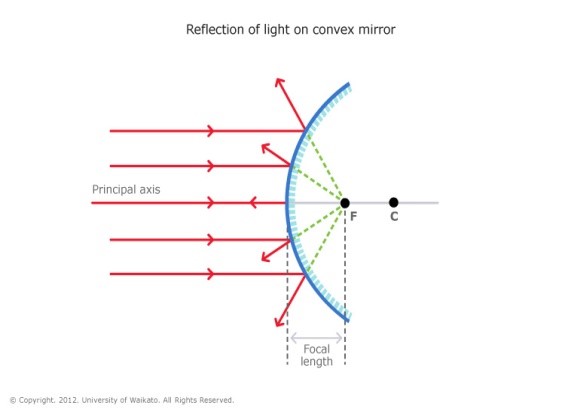 Reflection of light on convex mirror
Principal axis
F
C
Focal
length
© Copyright. 2012. University of Waikato. All Rights Reserved.